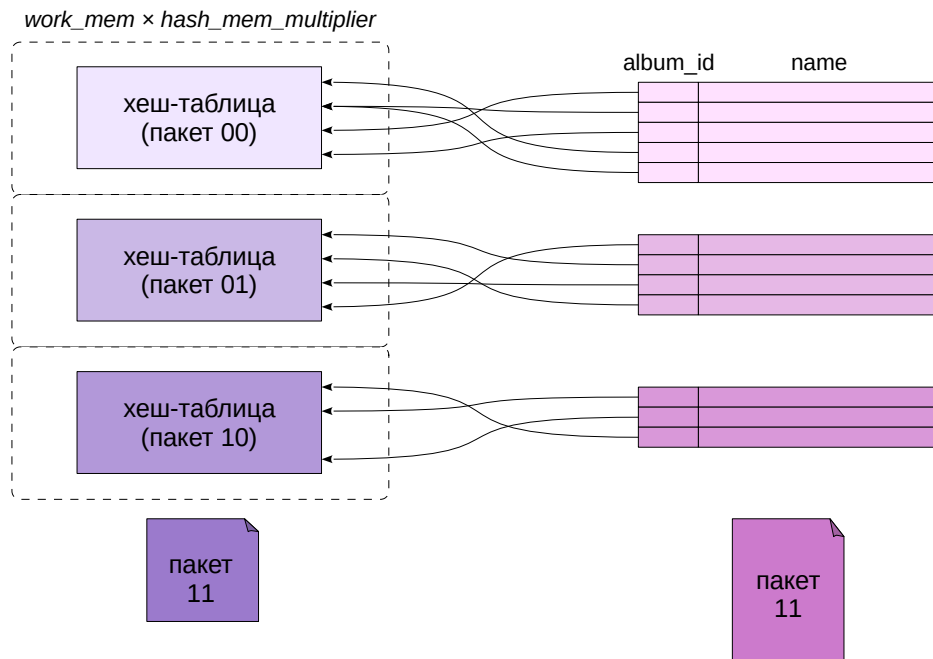 work_mem × hash_mem_multiplier
album_id name
хеш-таблица
(пакет 00)
хеш-таблица
(пакет 01)
хеш-таблица
(пакет 10)
пакет
11
пакет
11